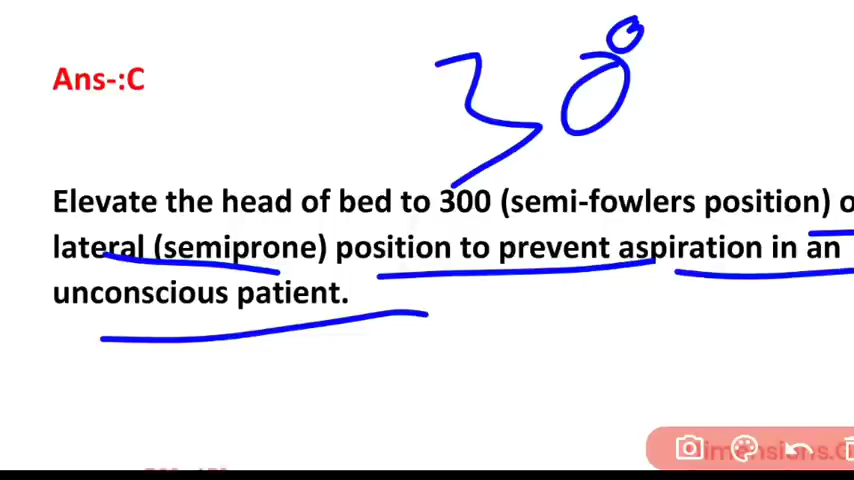 30°
Ans-:C
Elevate the head of bed to 300 (semi-fowlers position) o
lateral (semiprone) position to prevent aspiration in an
unconscious patient.